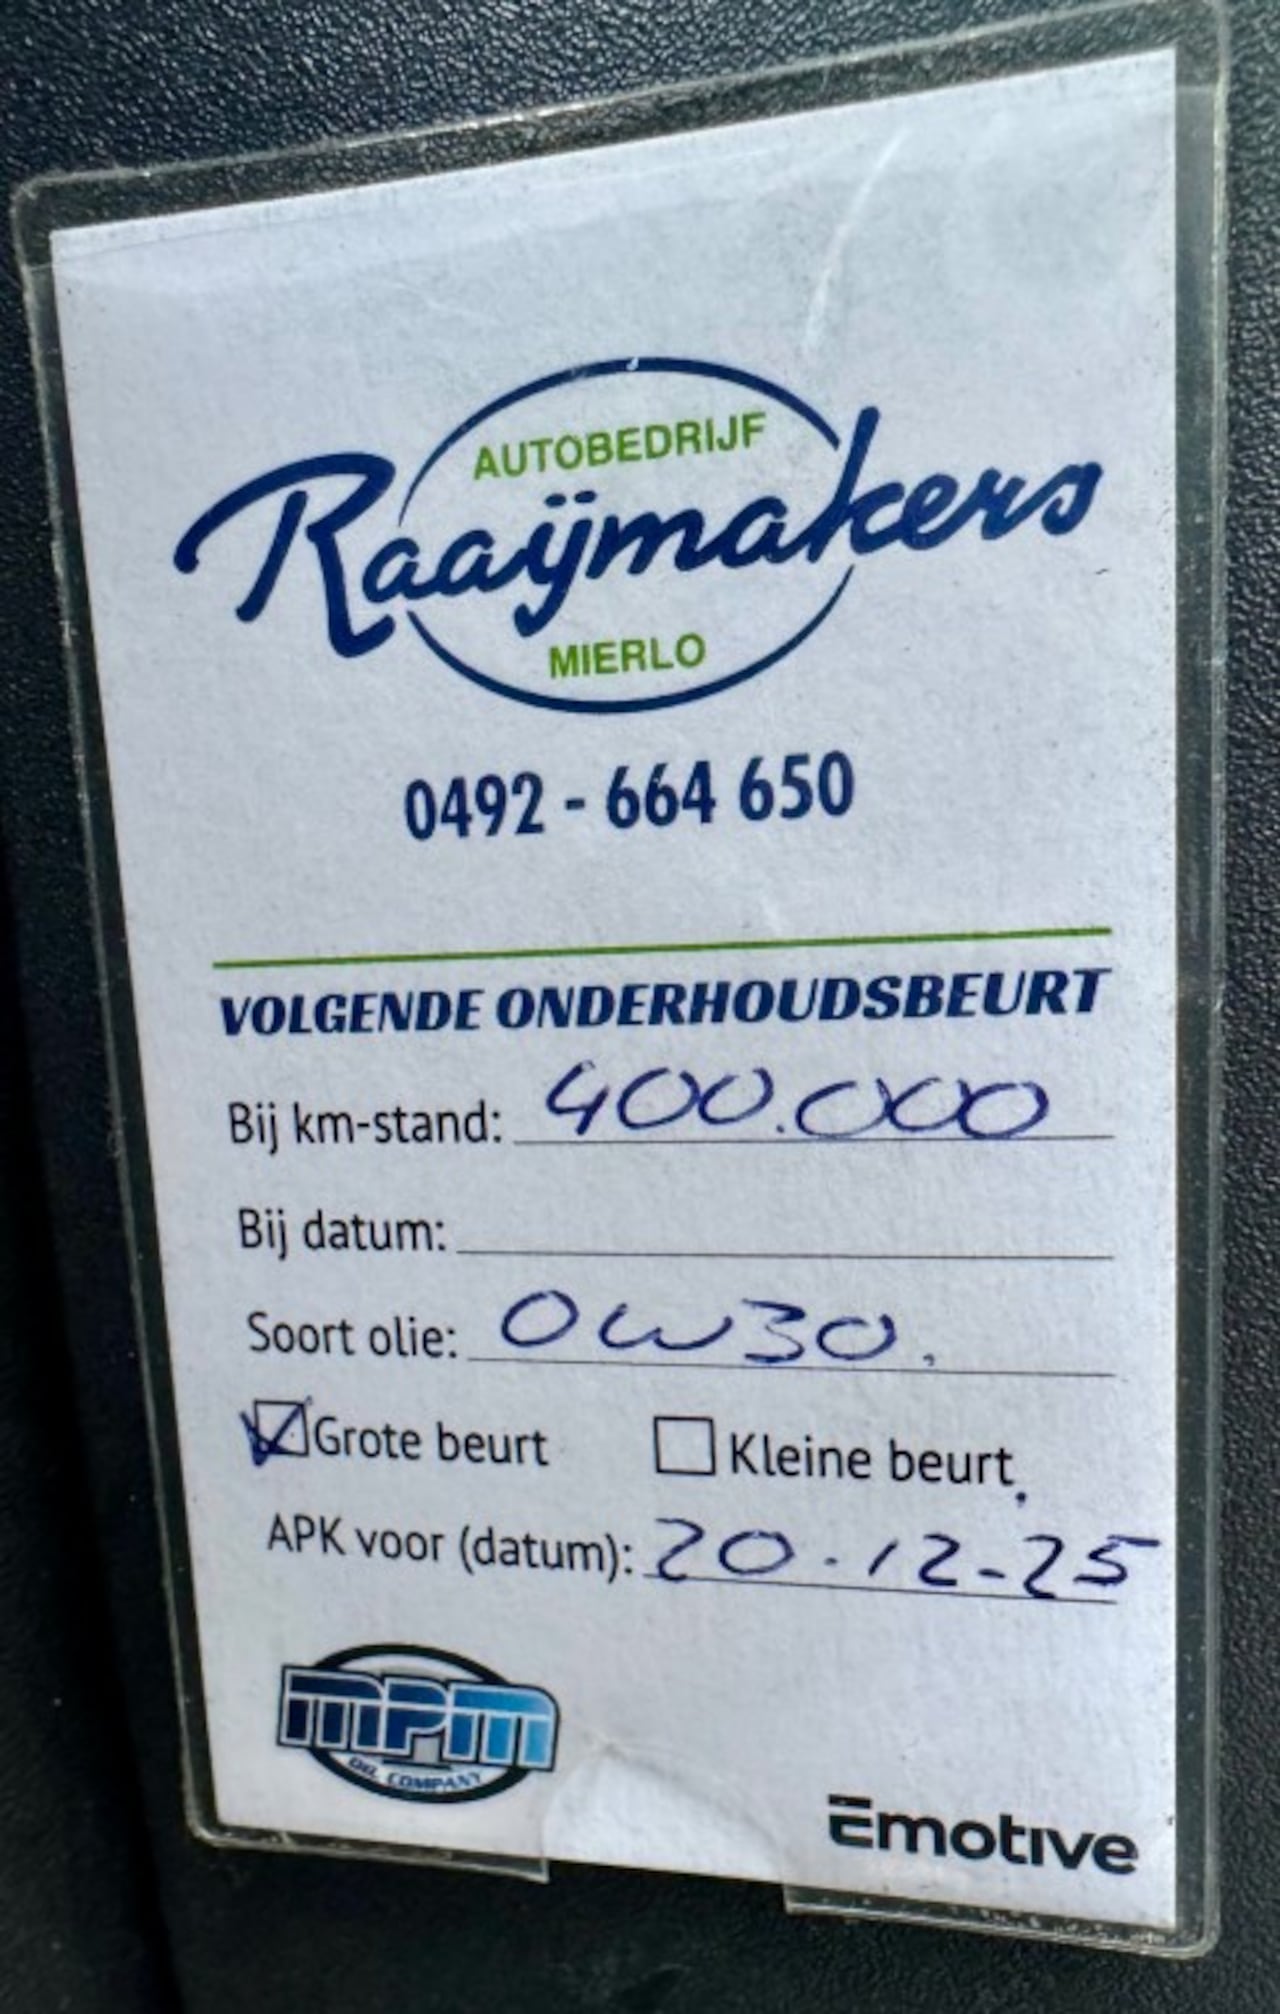 AUTOBEDRIJF
Raaijmakers
MIERLO
0492 - 664 650
VOLGENDE ONDERHOUDSBEURT
Bij km-stand: 400.000
Bij datum:
Soort olie: 0W30.
Grote beurt Kleine beurt
APK voor (datum): 20-12-25
mpm
OIL COMPANY
Emotive